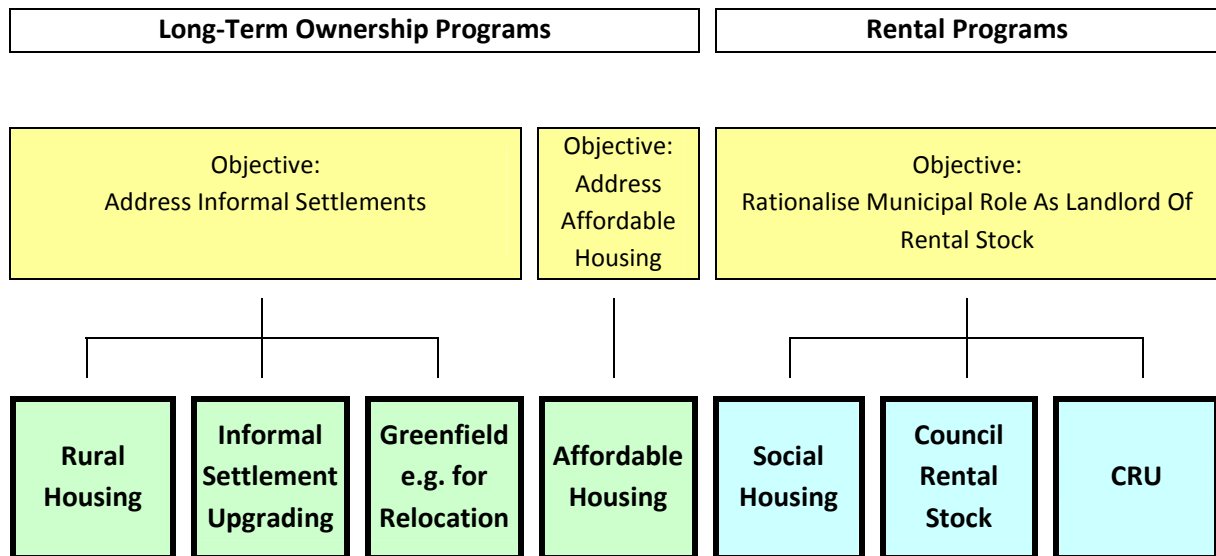 Long-Term Ownership Programs
Rental Programs
Objective:
Address Informal Settlements
Objective:
Address
Affordable
Housing
Objective:
Rationalise Municipal Role As Landlord Of
Rental Stock
Rural
Housing
Informal
Settlement
Upgrading
Greenfield
e.g. for
Relocation
Affordable
Housing
Social
Housing
Council
Rental
Stock
CRU